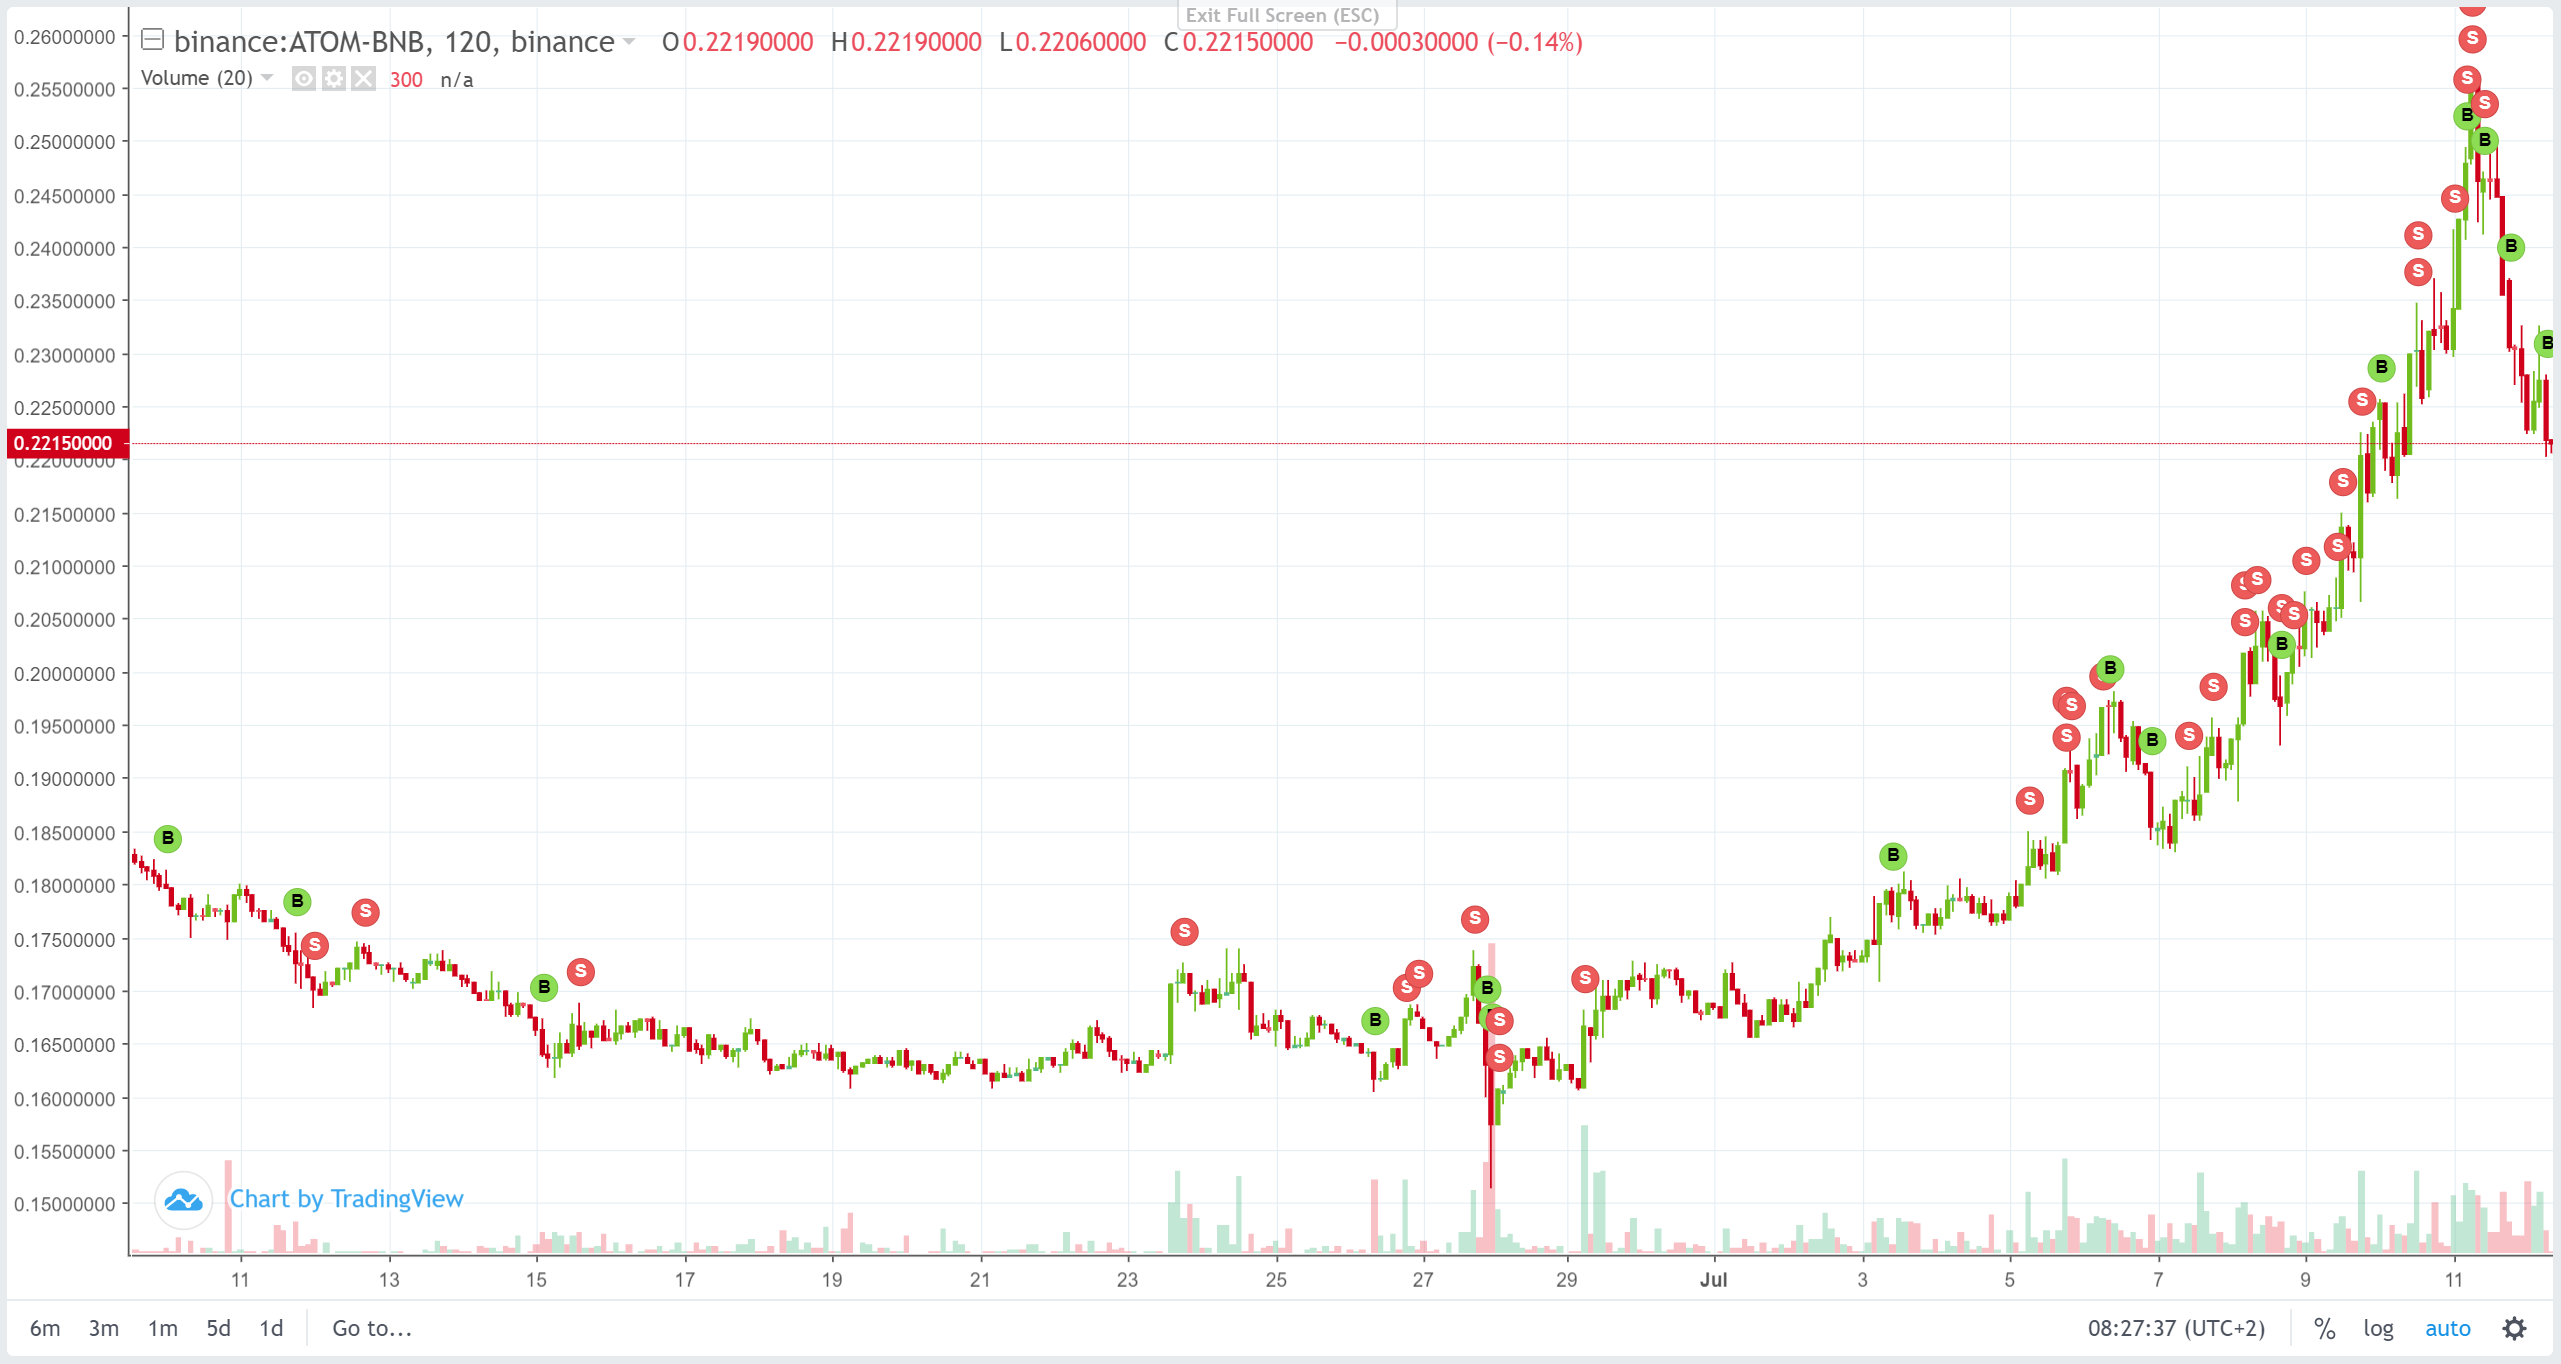 Exit Full Screen (ESC)
binance:ATOM-BNB, 120, binance O0.22190000 H0.22190000 L0.22060000 C0.22150000 −0.00030000 (−0.14%)
Volume (20) 300 n/a
0.26000000
0.25500000
0.25000000
0.24500000
0.24000000
0.23500000
0.23000000
0.22500000
0.22150000
0.22000000
0.21500000
0.21000000
0.20500000
0.20000000
0.19500000
0.19000000
0.18500000
0.18000000
0.17500000
0.17000000
0.16500000
0.16000000
0.15500000
0.15000000
B
B
S
S
B
S
S
B
S
S
S
B
S
S
S
B
S
S
S
B
B
S
S
S
S
S
S
S
B
S
S
S
S
B
S
S
S
S
S
B
S
B
S
B
B
Chart by TradingView
11 13 15 17 19 21 23 25 27 29 Jul 3 5 7 9 11
6m 3m 1m 5d 1d Go to... 08:27:37 (UTC+2) % log auto